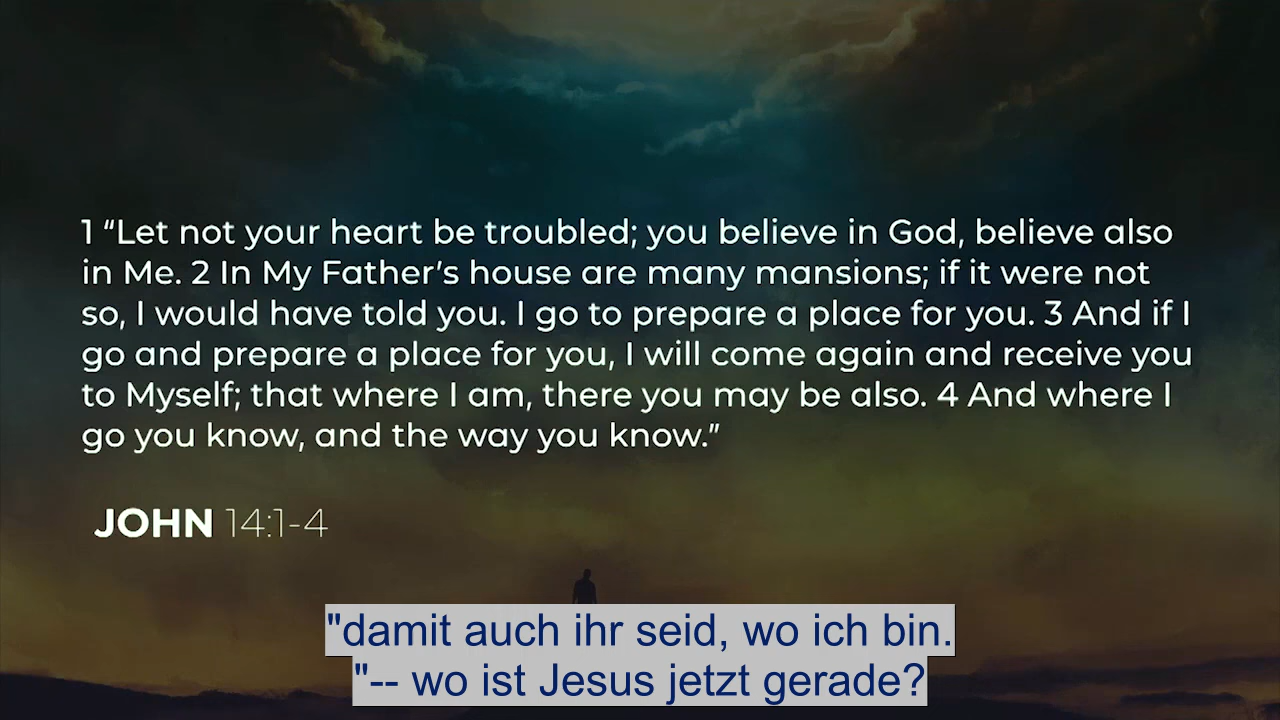 1 “Let not your heart be troubled; you believe in God, believe also
in Me. 2 In My Father’s house are many mansions; if it were not
so, I would have told you. I go to prepare a place for you. 3 And if I
go and prepare a place for you, I will come again and receive you
to Myself; that where I am, there you may be also. 4 And where I
go you know, and the way you know.”
JOHN 14:1-4
"damit auch ihr seid, wo ich bin.
"-- wo ist Jesus jetzt gerade?